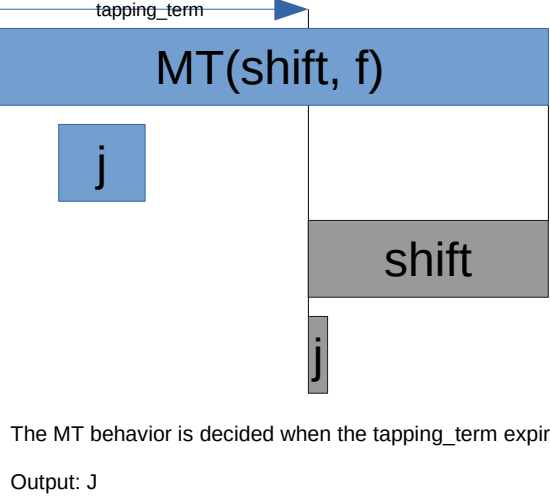 tapping_term
MT(shift, f)
j
shift
j
The MT behavior is decided when the tapping_term expir
Output: J